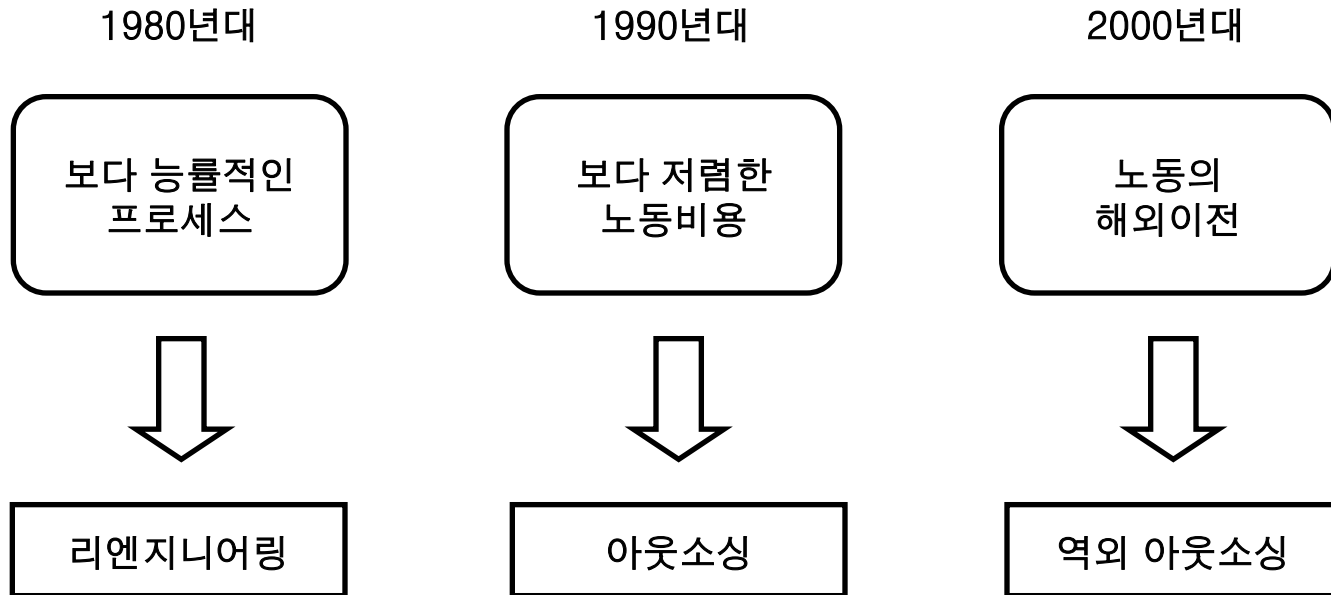 1980년대
1990년대
2000년대
보다 능률적인
프로세스
보다 저렴한
노동비용
노동의
해외이전
리엔지니어링
아웃소싱
역외 아웃소싱